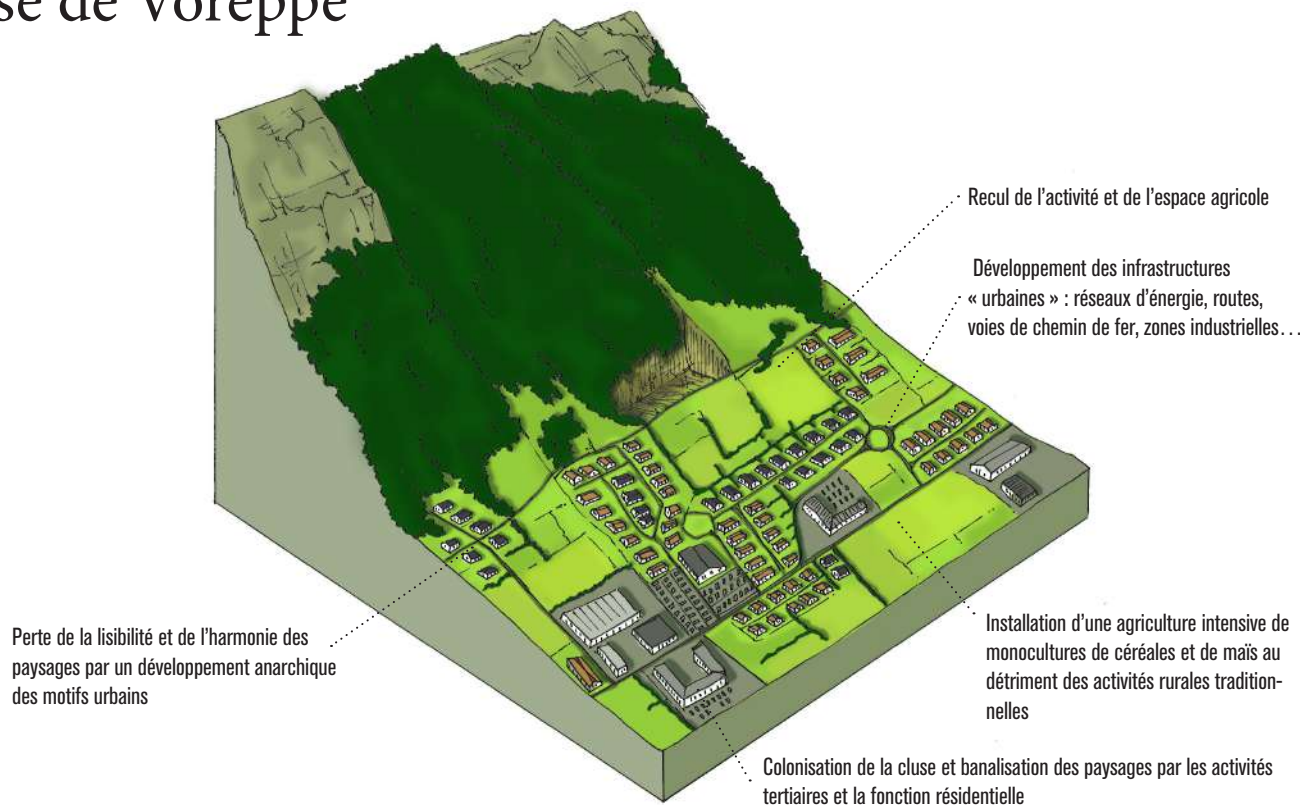 se de Voreppe
Recul de l’activité et de l’espace agricole
Développement des infrastructures
« urbaines » : réseaux d’énergie, routes,
voies de chemin de fer, zones industrielles…
Perte de la lisibilité et de l’harmonie des
paysages par un développement anarchique
des motifs urbains
Installation d’une agriculture intensive de
monocultures de céréales et de maïs au
détriment des activités rurales tradition-
nelles
Colonisation de la cluse et banalisation des paysages par les activités
tertiaires et la fonction résidentielle